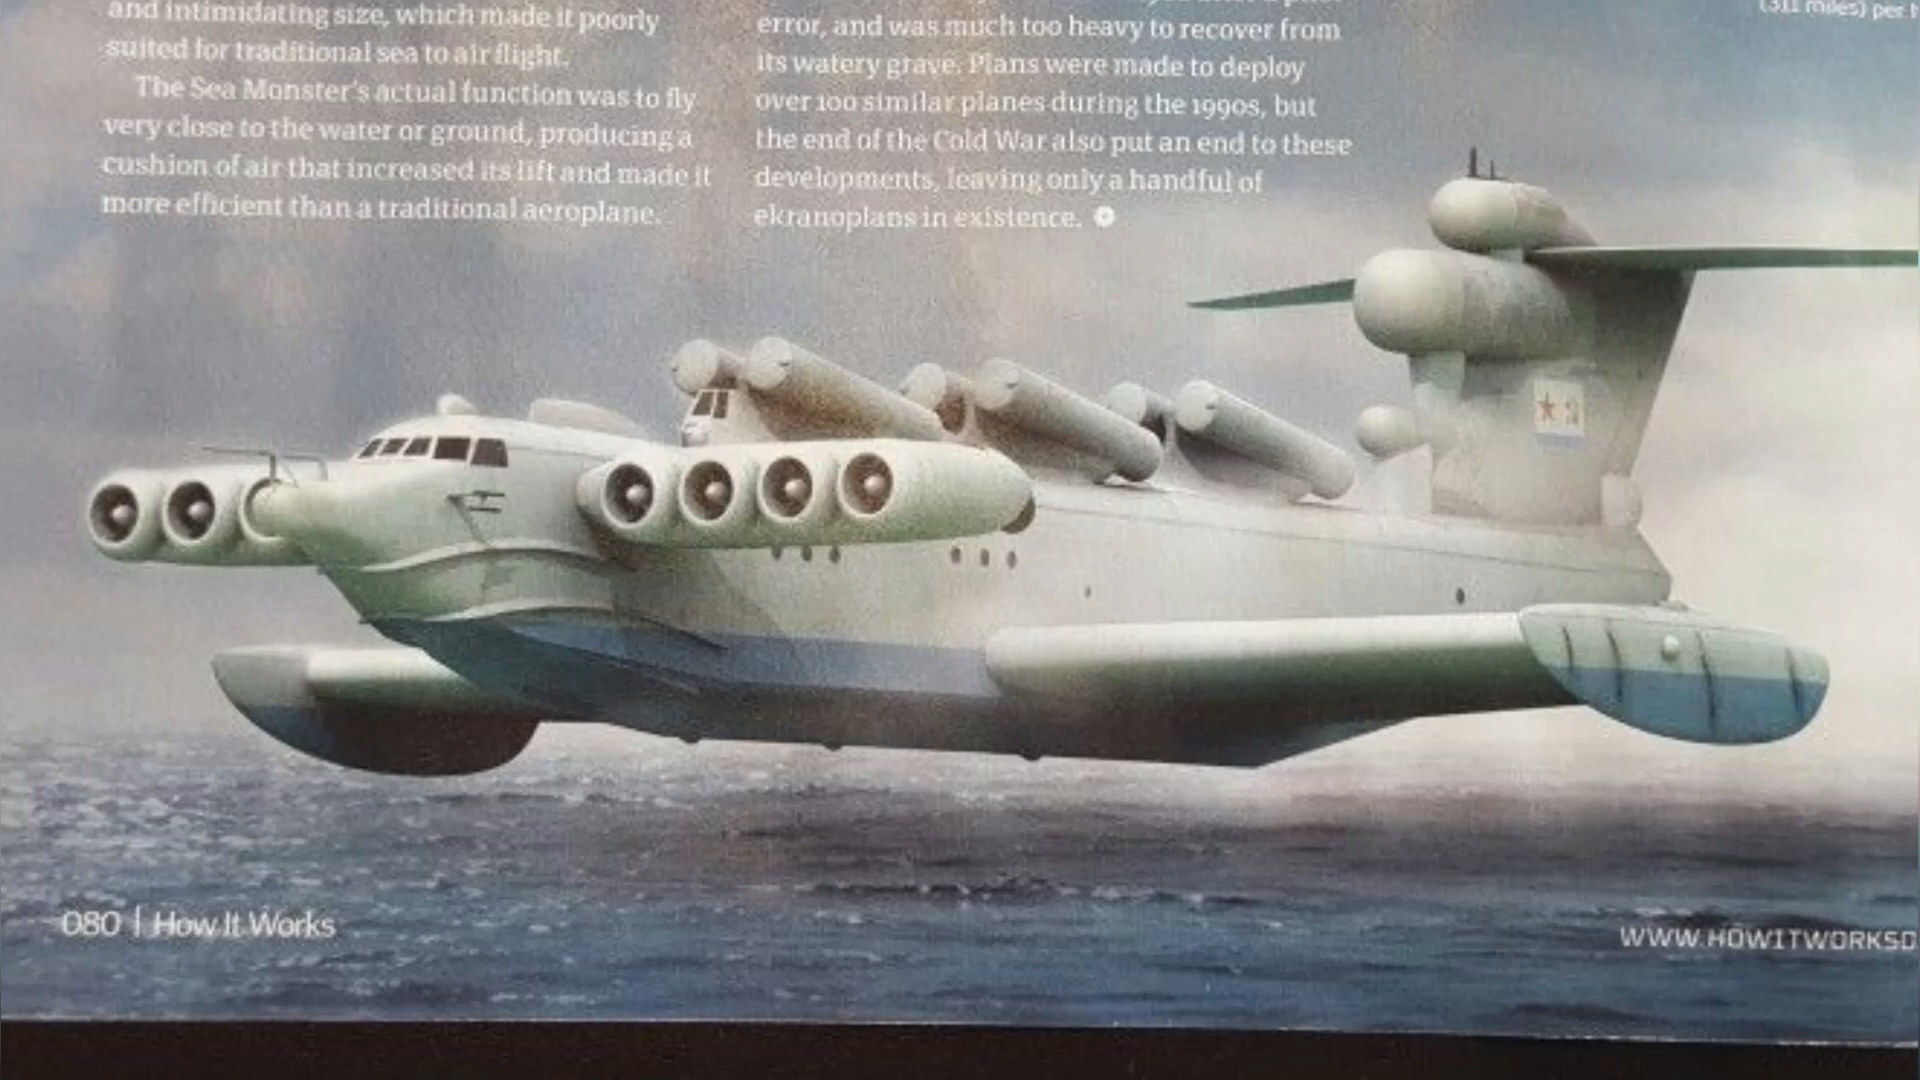 and intimidating size, which made it poorly
suited for traditional sea to air flight.
The Sea Monster's actual function was to fly
very close to the water or ground, producing a
cushion of air that increased its lift and made it
more efficient than a traditional aeroplane.
error, and was much too heavy to recover from
its watery grave. Plans were made to deploy
over 100 similar planes during the 1990s, but
the end of the Cold War also put an end to these
developments, leaving only a handful of
ekranoplans in existence.
(311 miles) per h
080 | How It Works
WWW.HOWITWORKSD